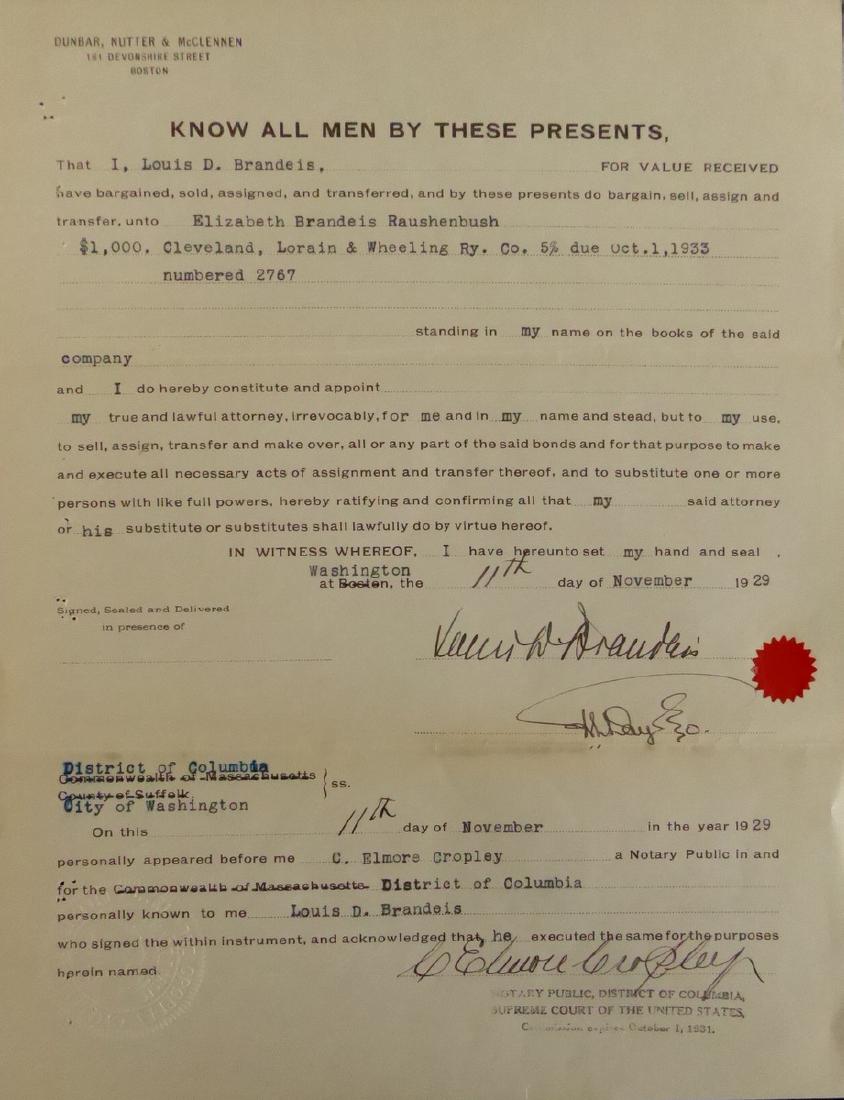 DUNBAR, NUTTER & McCLENNEN
161 DEVONSHIRE STREET
BOSTON
KNOW ALL MEN BY THESE PRESENTS,
That I, Louis D. Brandeis, FOR VALUE RECEIVED
have bargained, sold, assigned, and transferred, and by these presents do bargain, sell, assign and
transfer, unto Elizabeth Brandeis Raushenbush
$1,000. Cleveland, Lorain & Wheeling Ry. Co. 5% due Oct.1,1933
numbered 2767
standing in my name on the books of the said
company
and I do hereby constitute and appoint
my true and lawful attorney, irrevocably, for me and in my name and stead, but to my use,
to sell, assign, transfer and make over, all or any part of the said bonds and for that purpose to make
and execute all necessary acts of assignment and transfer thereof, and to substitute one or more
persons with like full powers, hereby ratifying and confirming all that my said attorney
or his substitute or substitutes shall lawfully do by virtue hereof.
IN WITNESS WHEREOF, I have hereunto set my hand and seal ,
Washington
at Boston, the 11th day of November 1929
Signed, Sealed and Delivered
in presence of
Louis D. Brandeis
District of Columbia
Commonwealth of Massachusetts
County of Suffolk } ss.
City of Washington
On this 11th day of November in the year 1929
personally appeared before me C. Elmore Cropley a Notary Public in and
for the Commonwealth of Massachusetts District of Columbia
personally known to me Louis D. Brandeis
who signed the within instrument, and acknowledged that, he executed the same for the purposes
herein named
C Elmore Cropley
NOTARY PUBLIC, DISTRICT OF COLUMBIA,
SUPREME COURT OF THE UNITED STATES,
Commission expires October 1, 1931.